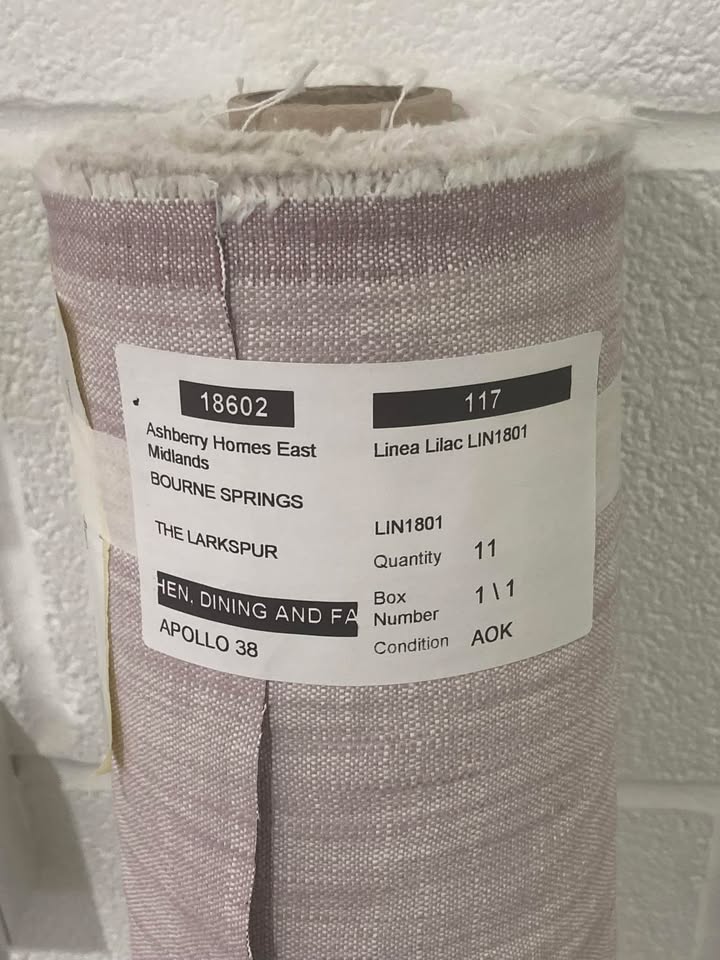 18602
Ashberry Homes East
Midlands
BOURNE SPRINGS
THE LARKSPUR
HEN, DINING AND FA
APOLLO 38
117
Linea Lilac LIN1801
LIN1801
Quantity 11
Box
Number 1\1
Condition AOK